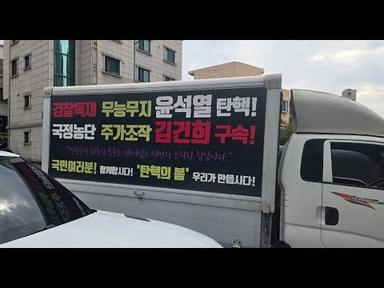 검찰독재 무능무지 윤석열 탄핵!
국정농단 주가조작 김건희 구속!
국민여러분! 함께합시다! '탄핵의 봄' 우리가 만듭시다!